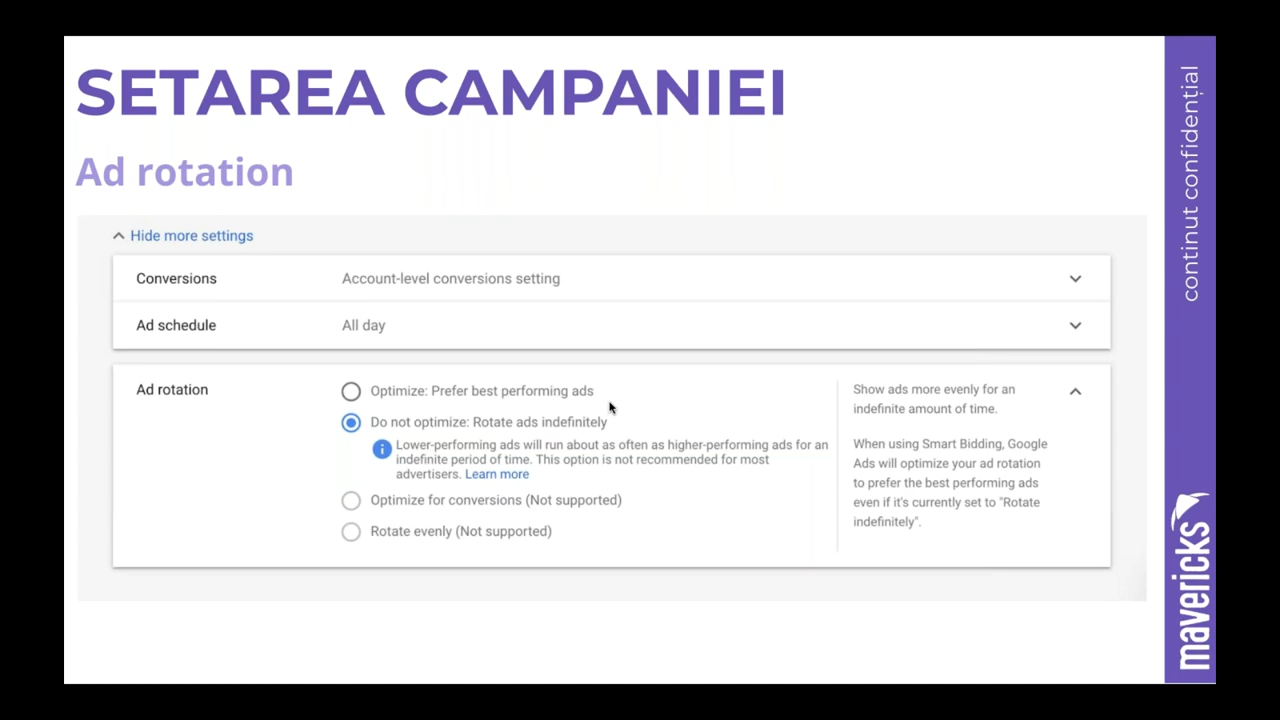 SETAREA CAMPANIEI
Ad rotation
Hide more settings
Conversions
Account-level conversions setting
Ad schedule
All day
Ad rotation
Optimize: Prefer best performing ads
Do not optimize: Rotate ads indefinitely
Lower-performing ads will run about as often as higher-performing ads for an
indefinite period of time. This option is not recommended for most
advertisers. Learn more
Optimize for conversions (Not supported)
Rotate evenly (Not supported)
Show ads more evenly for an
indefinite amount of time.
When using Smart Bidding, Google
Ads will optimize your ad rotation
to prefer the best performing ads
even if it's currently set to "Rotate
indefinitely".
continut confidențial
mavericks